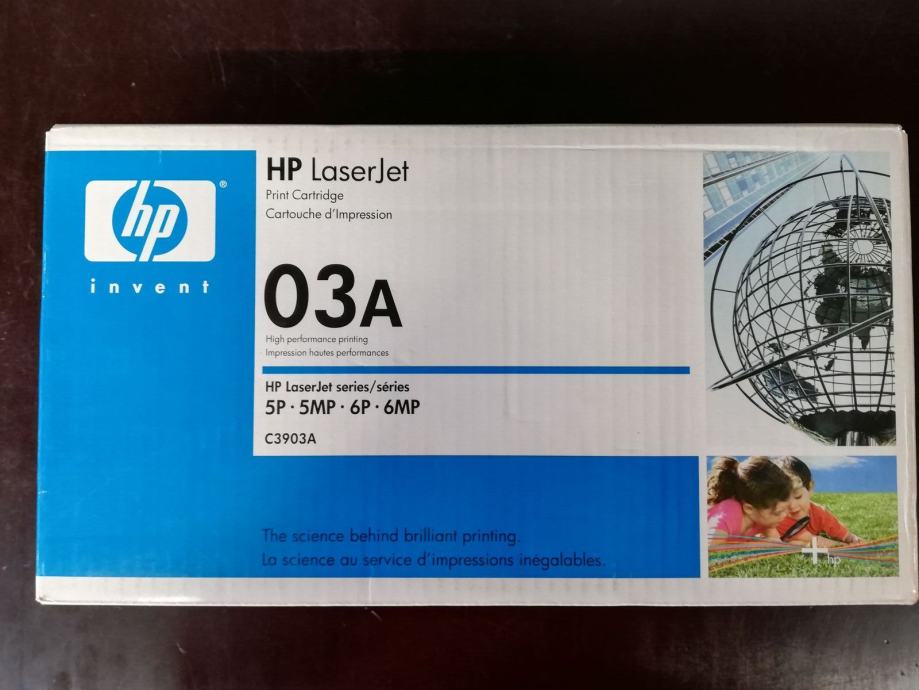 hp®
invent
HP LaserJet
Print Cartridge
Cartouche d'Impression
03A
High performance printing
Impression hautes performances
HP LaserJet series/séries
5P · 5MP · 6P · 6MP
C3903A
The science behind brilliant printing.
La science au service d'impressions inégalables.
+ hp